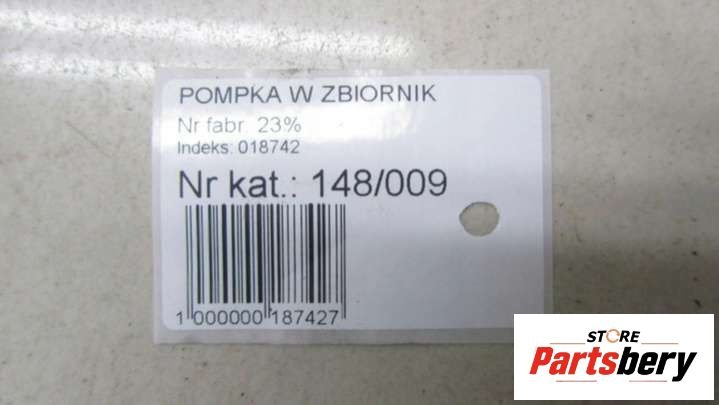 POMPKA W ZBIORNIK
Nr fabr. 23%
Indeks: 018742
Nr kat.: 148/009
1 000000 187427
STORE
Partsbery